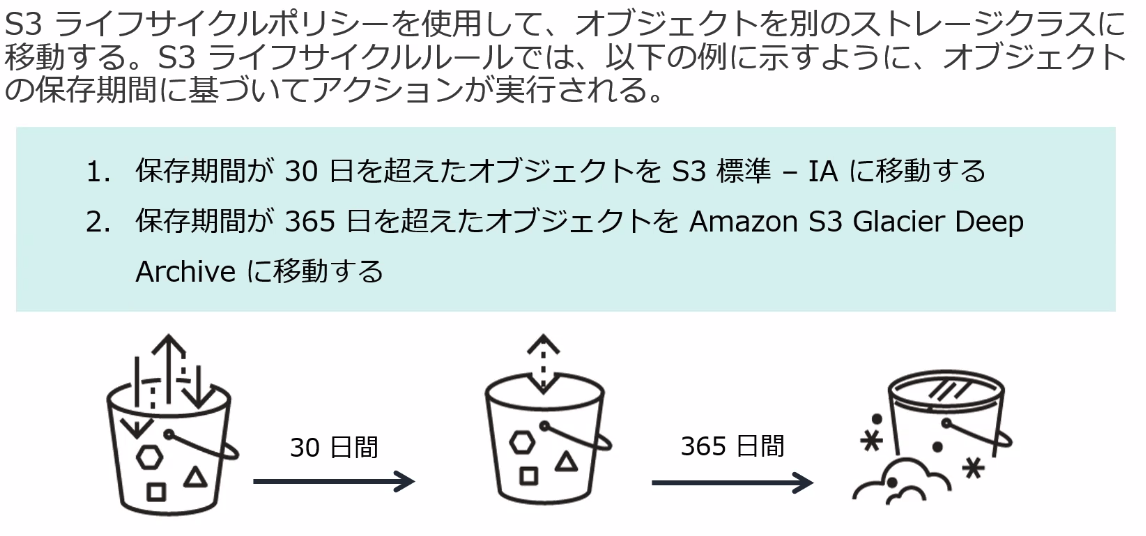 S3 ライフサイクルポリシーを使用して、オブジェクトを別のストレージクラスに
移動する。S3 ライフサイクルルールでは、以下の例に示すように、オブジェクト
の保存期間に基づいてアクションが実行される。
1. 保存期間が 30 日を超えたオブジェクトを S3 標準 – IA に移動する
2. 保存期間が 365 日を超えたオブジェクトを Amazon S3 Glacier Deep
Archive に移動する
30 日間
365 日間